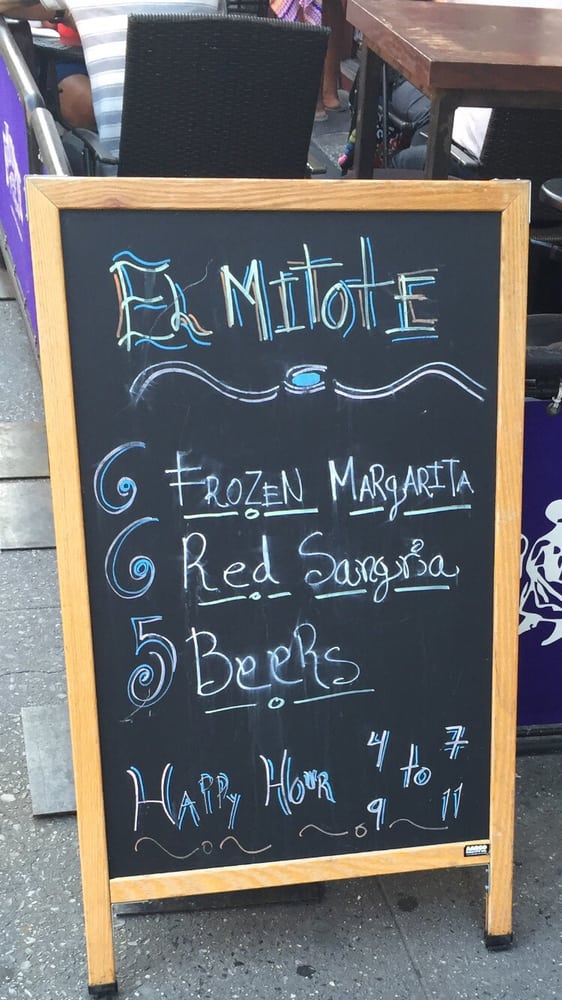 El Mitote
6 Frozen Margarita
6 Red Sangria
5 Beers
Happy Hour 4 to 7
9 11